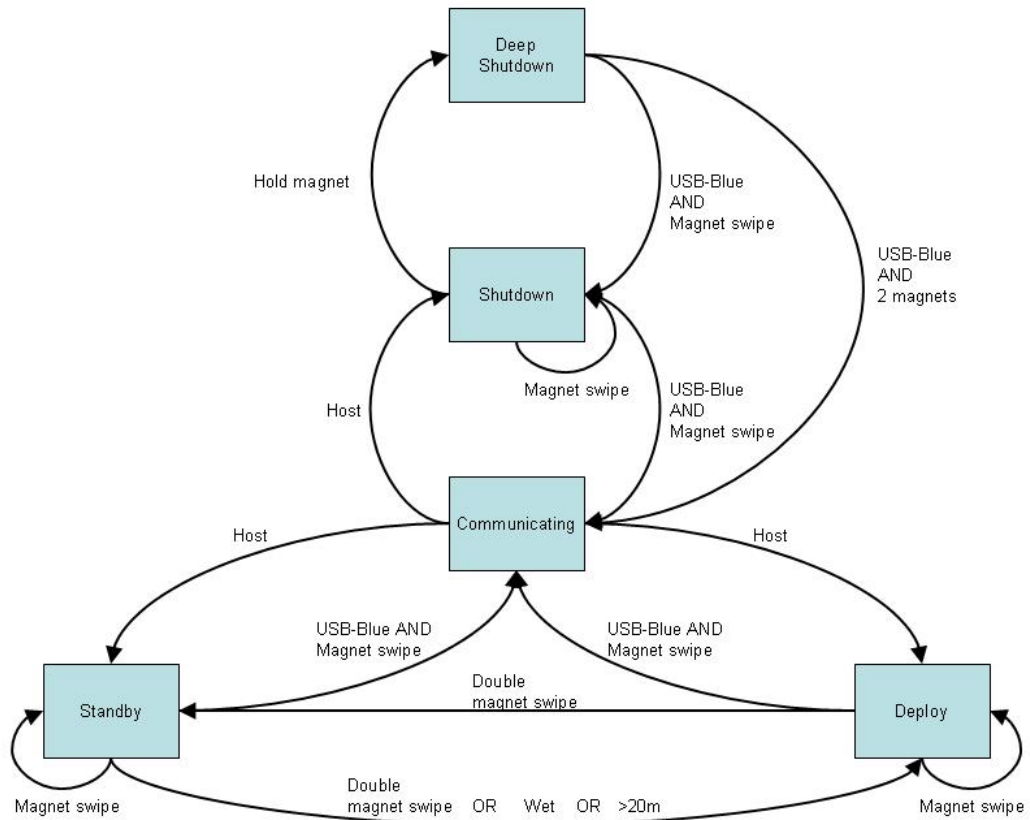 Deep
Shutdown
Hold magnet
USB-Blue
AND
Magnet swipe
USB-Blue
AND
2 magnets
Shutdown
Magnet swipe
Host
USB-Blue
AND
Magnet swipe
Communicating
Host
Host
USB-Blue AND
Magnet swipe
USB-Blue AND
Magnet swipe
Double
magnet swipe
Standby
Deploy
Magnet swipe
Double
magnet swipe OR Wet OR >20m
Magnet swipe